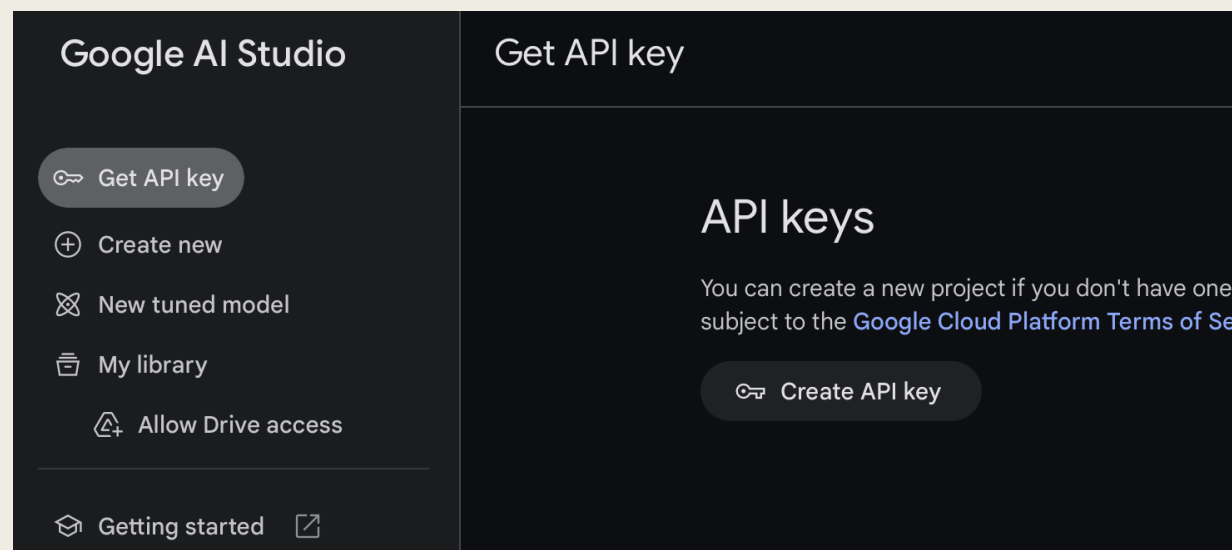 Google AI Studio
Get API key
Create new
New tuned model
My library
Allow Drive access
Getting started
Get API key
API keys
You can create a new project if you don't have one
subject to the Google Cloud Platform Terms of
Create API key